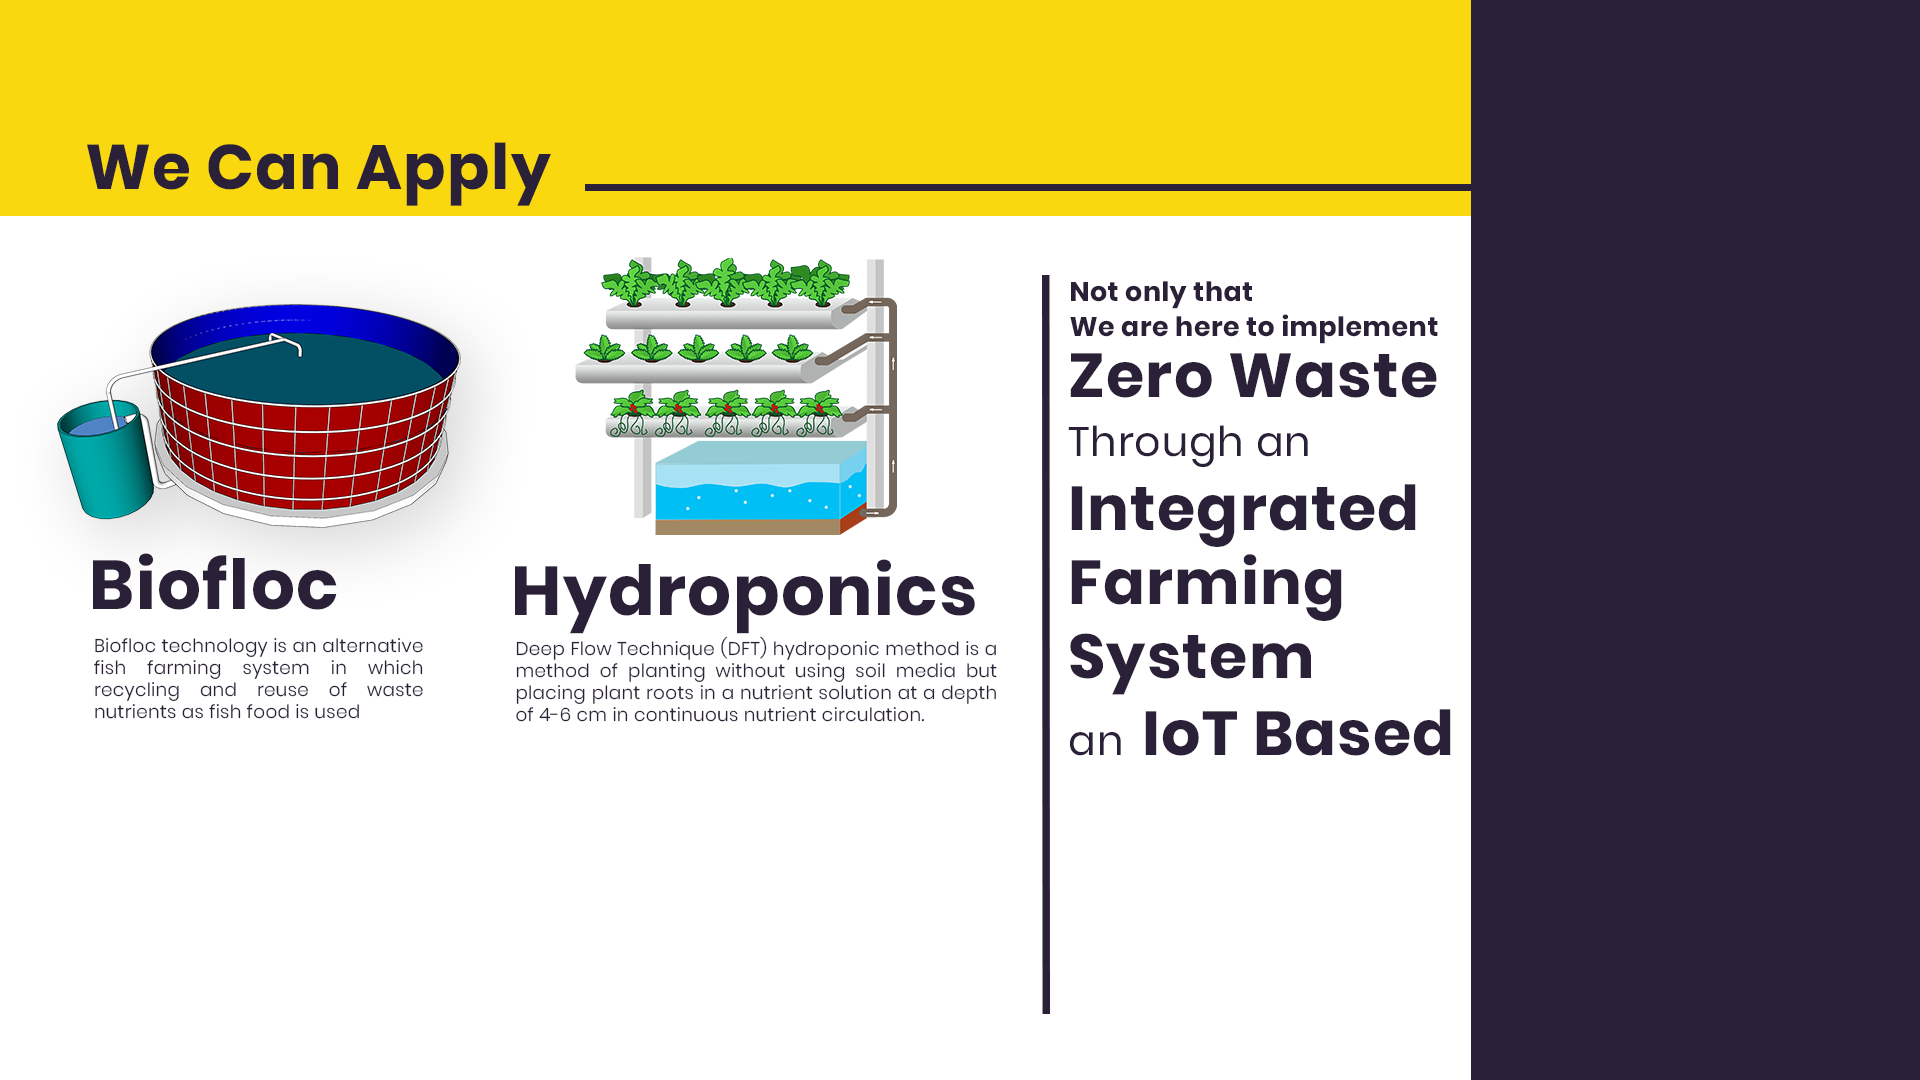 We Can Apply
Biofloc
Biofloc technology is an alternative
fish farming system in which
recycling and reuse of waste
nutrients as fish food is used
Hydroponics
Deep Flow Technique (DFT) hydroponic method is a
method of planting without using soil media but
placing plant roots in a nutrient solution at a depth
of 4-6 cm in continuous nutrient circulation.
Not only that
We are here to implement
Zero Waste
Through an
Integrated
Farming
System
an IoT Based